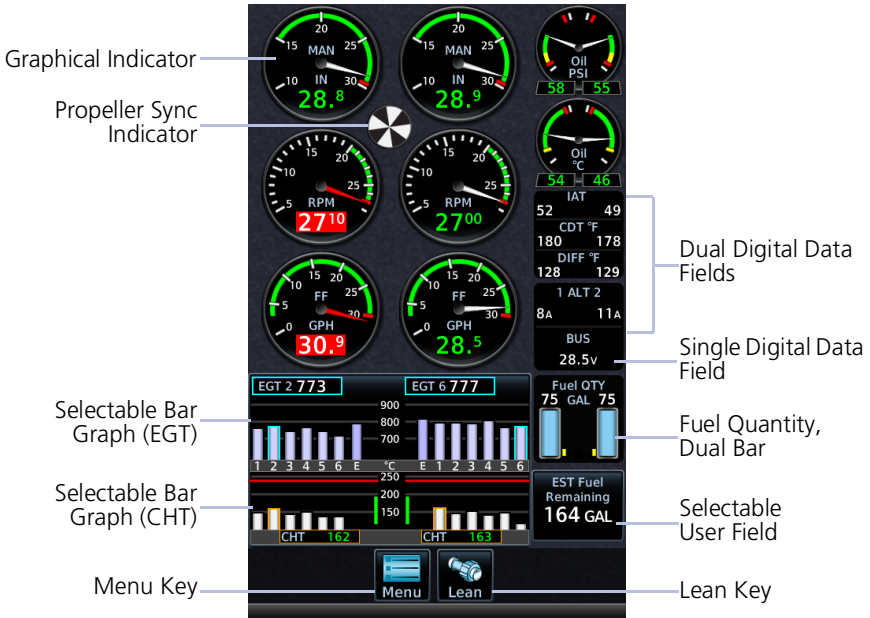 Graphical Indicator
Propeller Sync
Indicator
Selectable Bar
Graph (EGT)
Selectable Bar
Graph (CHT)
Menu Key
20
15 25
MAN
10 IN 30
28.8
20
15 25
MAN
10 IN 30
28.9
Oil
PSI
58 55
Oil
°C
54 46
15 20
10 25
5 RPM
2710
15 20
10 25
5 RPM
2700
IAT
52 49
CDT °F
180 178
DIFF °F
128 129
15 20
10 25
5 FF 30
0 GPH
30.9
15 20
10 25
5 FF 30
0 GPH
28.5
1 ALT 2
8A 11A
BUS
28.5V
EGT 2 773
EGT 6 777
900
800
700
1 2 3 4 5 6 E °C E 1 2 3 4 5 6
250
200
150
CHT 162
CHT 163
Fuel QTY
75 GAL 75
EST Fuel
Remaining
164 GAL
Menu
Lean
Dual Digital Data
Fields
Single Digital Data
Field
Fuel Quantity,
Dual Bar
Selectable
User Field
Lean Key